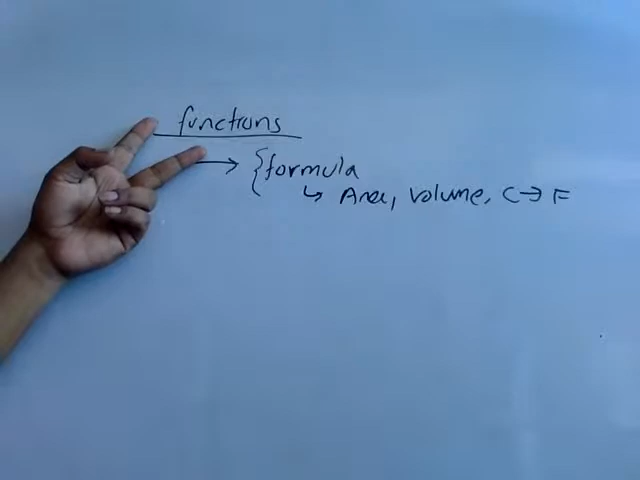 functions
→ {formula
↳ Area, Volume, C → F